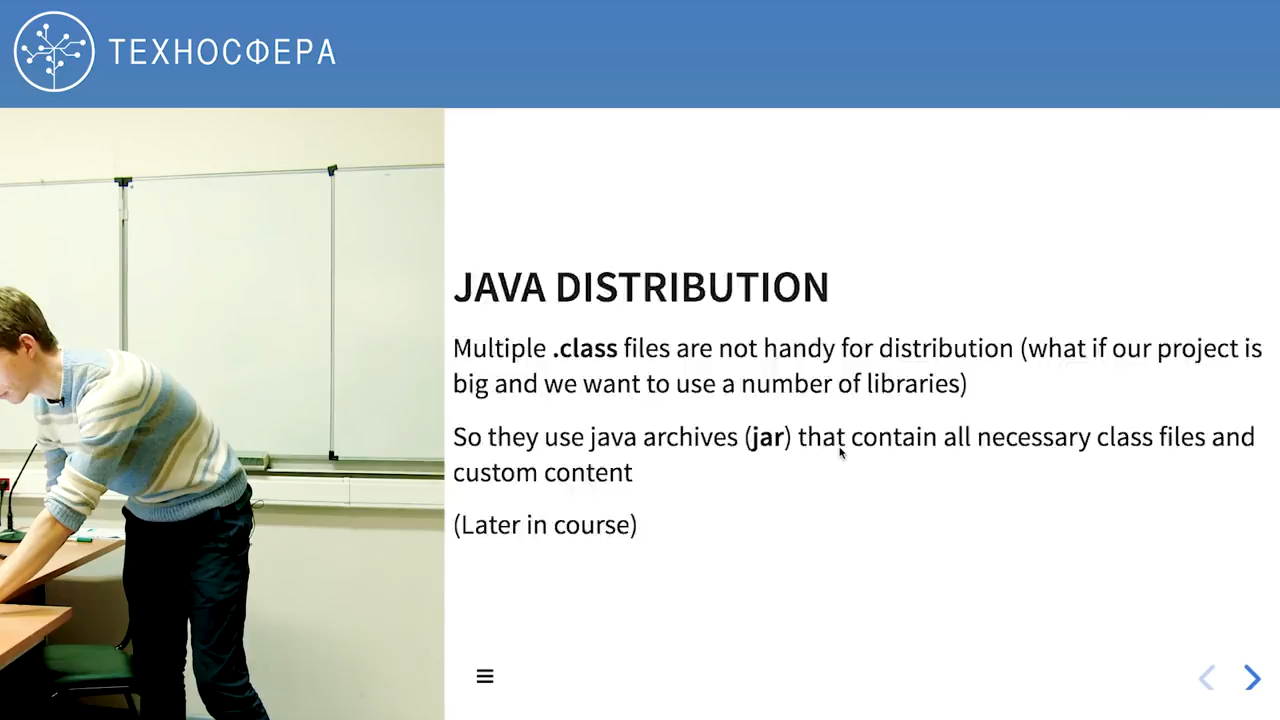 ТЕХНОСФЕРА
JAVA DISTRIBUTION
Multiple .class files are not handy for distribution (what if our project is
big and we want to use a number of libraries)
So they use java archives (jar) that contain all necessary class files and
custom content
(Later in course)